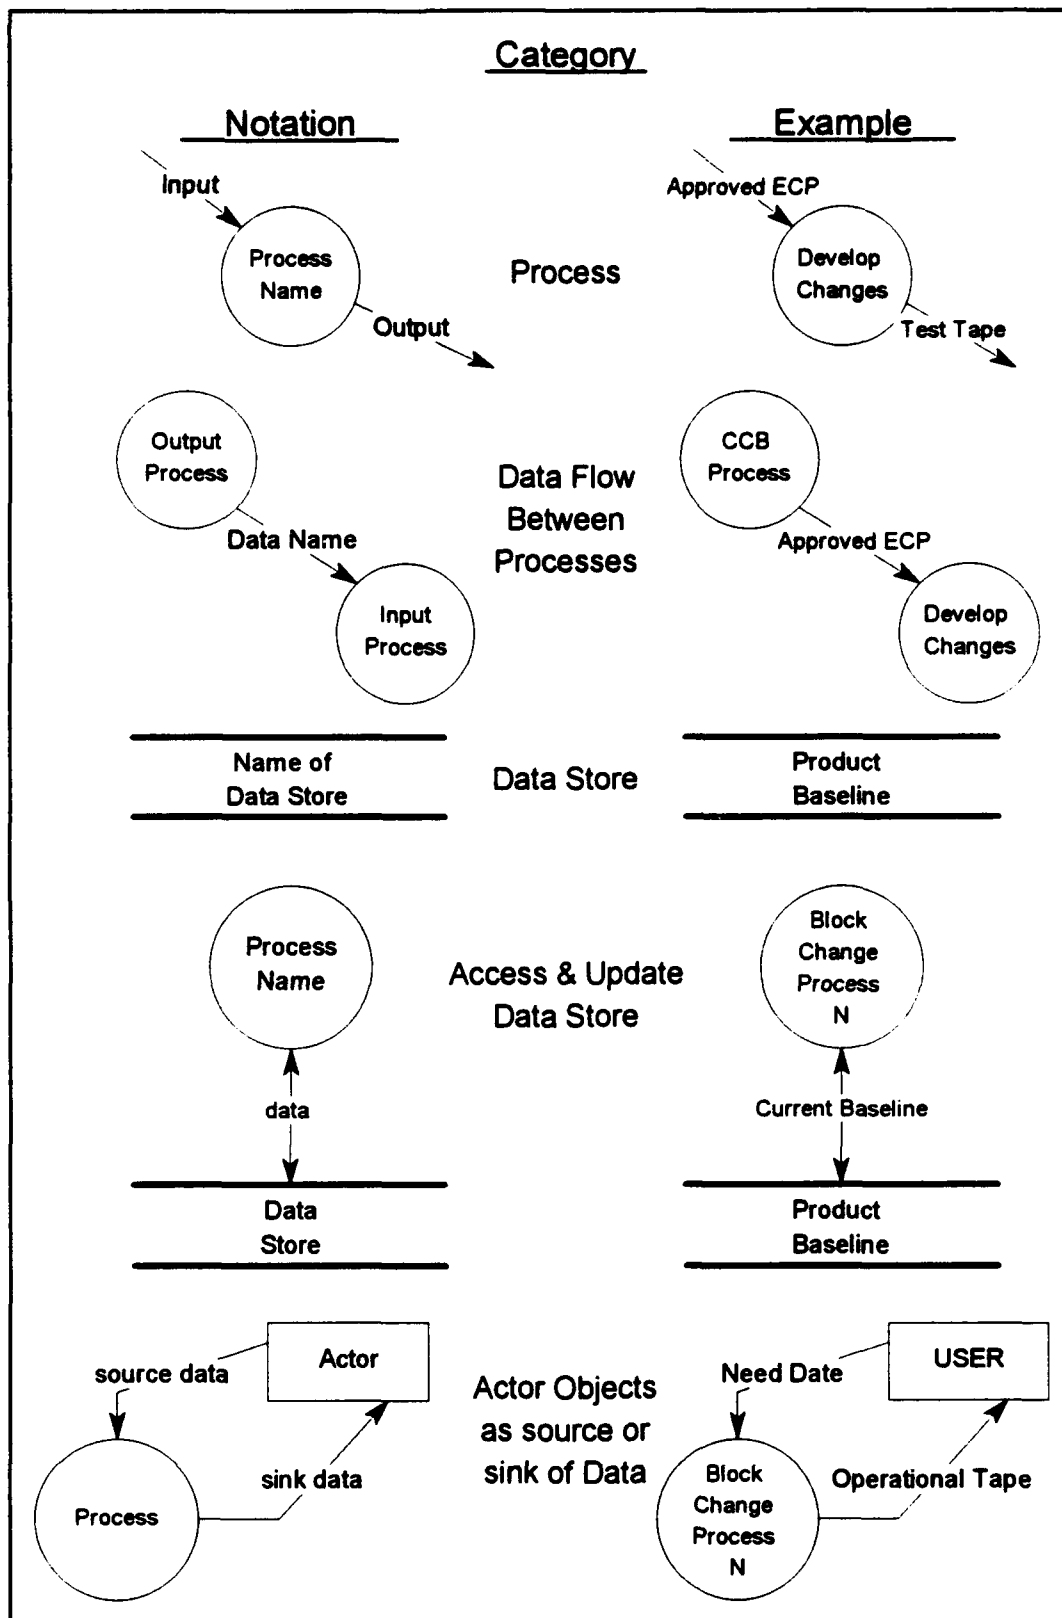 Category
Notation
Example
Input
Process
Name
Output
Process
Approved ECP
Develop
Changes
Test Tape
Output
Process
Data Name
Input
Process
Data Flow
Between
Processes
CCB
Process
Approved ECP
Develop
Changes
Name of
Data Store
Data Store
Product
Baseline
Process
Name
data
Data
Store
Access & Update
Data Store
Block
Change
Process
N
Current Baseline
Product
Baseline
source data
Actor
Process
sink data
Actor Objects
as source or
sink of Data
Need Date
USER
Block
Change
Process
N
Operational Tape